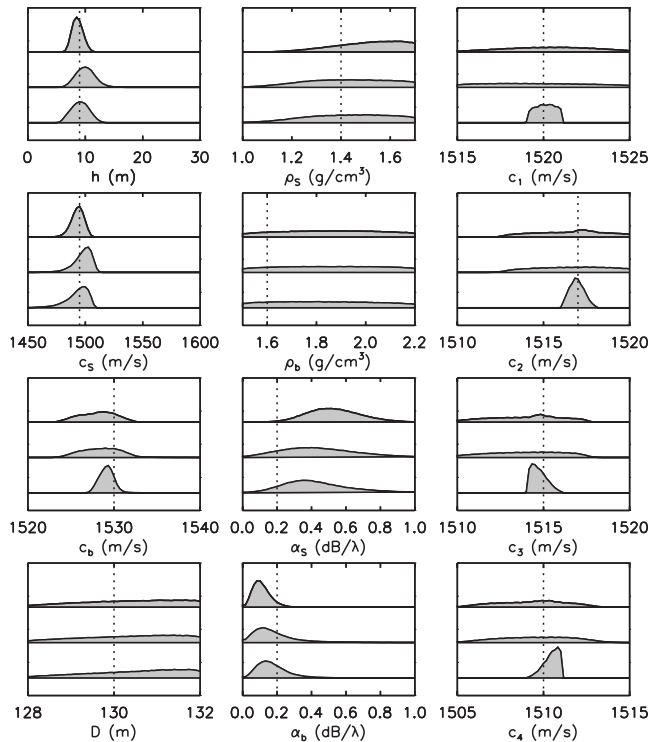 0 10 20 30 1.0 1.2 1.4 1.6 1515 1520 1525
h (m) ρS (g/cm³) c₁ (m/s)
1450 1500 1550 1600 1.6 1.8 2.0 2.2 1510 1515 1520
cS (m/s) ρb (g/cm³) c₂ (m/s)
1520 1530 1540 0.0 0.2 0.4 0.6 0.8 1.0 1510 1515 1520
cb (m/s) αS (dB/λ) c₃ (m/s)
128 130 132 0.0 0.2 0.4 0.6 0.8 1.0 1505 1510 1515
D (m) αb (dB/λ) c₄ (m/s)